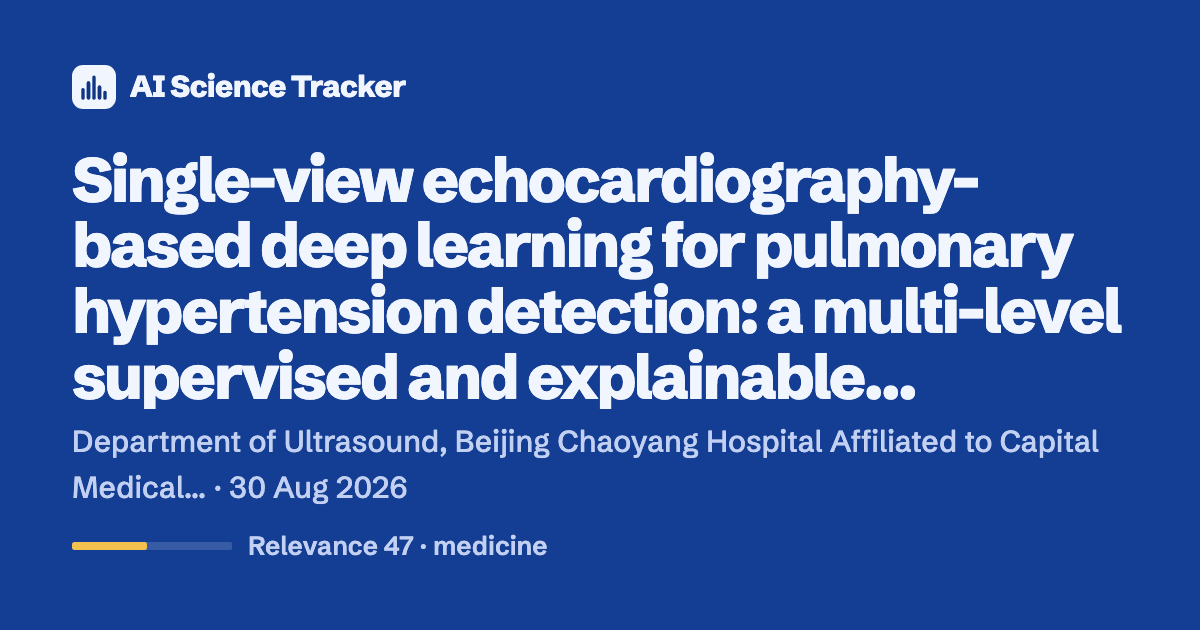 AI Science Tracker
Single-view echocardiography-
based deep learning for pulmonary
hypertension detection: a multi-level
supervised and explainable...
Department of Ultrasound, Beijing Chaoyang Hospital Affiliated to Capital
Medical... · 30 Aug 2026
Relevance 47 · medicine